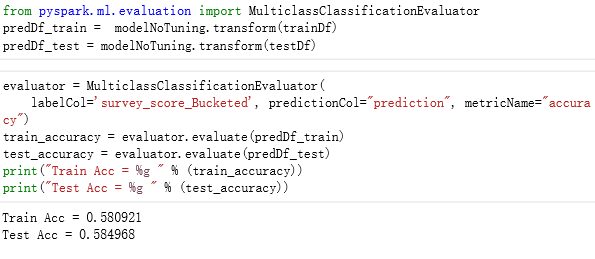 from pyspark.ml.evaluation import MulticlassClassificationEvaluator
predDf_train =  modelNoTuning.transform(trainDf)
predDf_test = modelNoTuning.transform(testDf)
evaluator = MulticlassClassificationEvaluator(
    labelCol='survey_score_Bucketed', predictionCol="prediction", metricName="accura
cy")
train_accuracy = evaluator.evaluate(predDf_train)
test_accuracy = evaluator.evaluate(predDf_test)
print("Train Acc = %g " % (train_accuracy))
print("Test Acc = %g " % (test_accuracy))
Train Acc = 0.580921
Test Acc = 0.584968